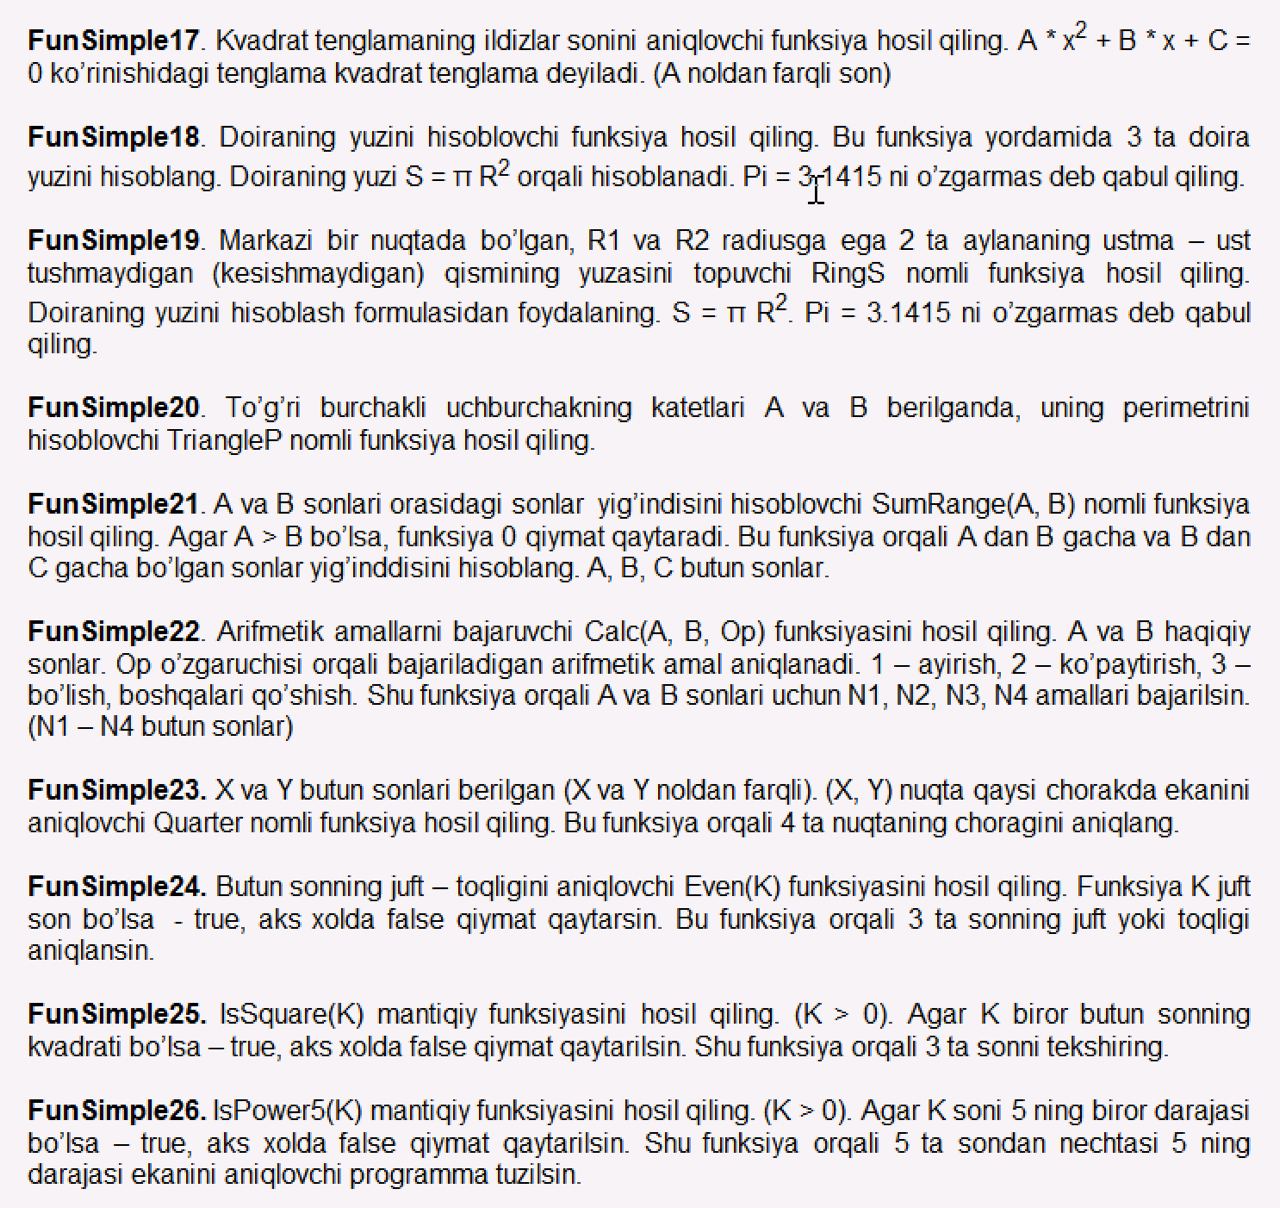 FunSimple17. Kvadrat tenglamaning ildizlar sonini aniqlovchi funksiya hosil qiling. A * x² + B * x + C =
0 ko’rinishidagi tenglama kvadrat tenglama deyiladi. (A noldan farqli son)
FunSimple18. Doiraning yuzini hisoblovchi funksiya hosil qiling. Bu funksiya yordamida 3 ta doira
yuzini hisoblang. Doiraning yuzi S = π R² orqali hisoblanadi. Pi = 3.1415 ni o’zgarmas deb qabul qiling.
FunSimple19. Markazi bir nuqtada bo’lgan, R1 va R2 radiusga ega 2 ta aylananing ustma – ust
tushmaydigan (kesishmaydigan) qismining yuzasini topuvchi RingS nomli funksiya hosil qiling.
Doiraning yuzini hisoblash formulasidan foydalaning. S = π R². Pi = 3.1415 ni o’zgarmas deb qabul
qiling.
FunSimple20. To’g’ri burchakli uchburchakning katetlari A va B berilganda, uning perimetrini
hisoblovchi TriangleP nomli funksiya hosil qiling.
FunSimple21. A va B sonlari orasidagi sonlar yig’indisini hisoblovchi SumRange(A, B) nomli funksiya
hosil qiling. Agar A > B bo’lsa, funksiya 0 qiymat qaytaradi. Bu funksiya orqali A dan B gacha va B dan
C gacha bo’lgan sonlar yig’inddisini hisoblang. A, B, C butun sonlar.
FunSimple22. Arifmetik amallarni bajaruvchi Calc(A, B, Op) funksiyasini hosil qiling. A va B haqiqiy
sonlar. Op o’zgaruchisi orqali bajariladigan arifmetik amal aniqlanadi. 1 – ayirish, 2 – ko’paytirish, 3 –
bo’lish, boshqalari qo’shish. Shu funksiya orqali A va B sonlari uchun N1, N2, N3, N4 amallari bajarilsin.
(N1 – N4 butun sonlar)
FunSimple23. X va Y butun sonlari berilgan (X va Y noldan farqli). (X, Y) nuqta qaysi chorakda ekanini
aniqlovchi Quarter nomli funksiya hosil qiling. Bu funksiya orqali 4 ta nuqtaning choragini aniqlang.
FunSimple24. Butun sonning juft – toqligini aniqlovchi Even(K) funksiyasini hosil qiling. Funksiya K juft
son bo’lsa - true, aks xolda false qiymat qaytarsin. Bu funksiya orqali 3 ta sonning juft yoki toqligi
aniqlansin.
FunSimple25. IsSquare(K) mantiqiy funksiyasini hosil qiling. (K > 0). Agar K biror butun sonning
kvadrati bo’lsa – true, aks xolda false qiymat qaytarilsin. Shu funksiya orqali 3 ta sonni tekshiring.
FunSimple26. IsPower5(K) mantiqiy funksiyasini hosil qiling. (K > 0). Agar K soni 5 ning biror darajasi
bo’lsa – true, aks xolda false qiymat qaytarilsin. Shu funksiya orqali 5 ta sondan nechtasi 5 ning
darajasi ekanini aniqlovchi programma tuzilsin.